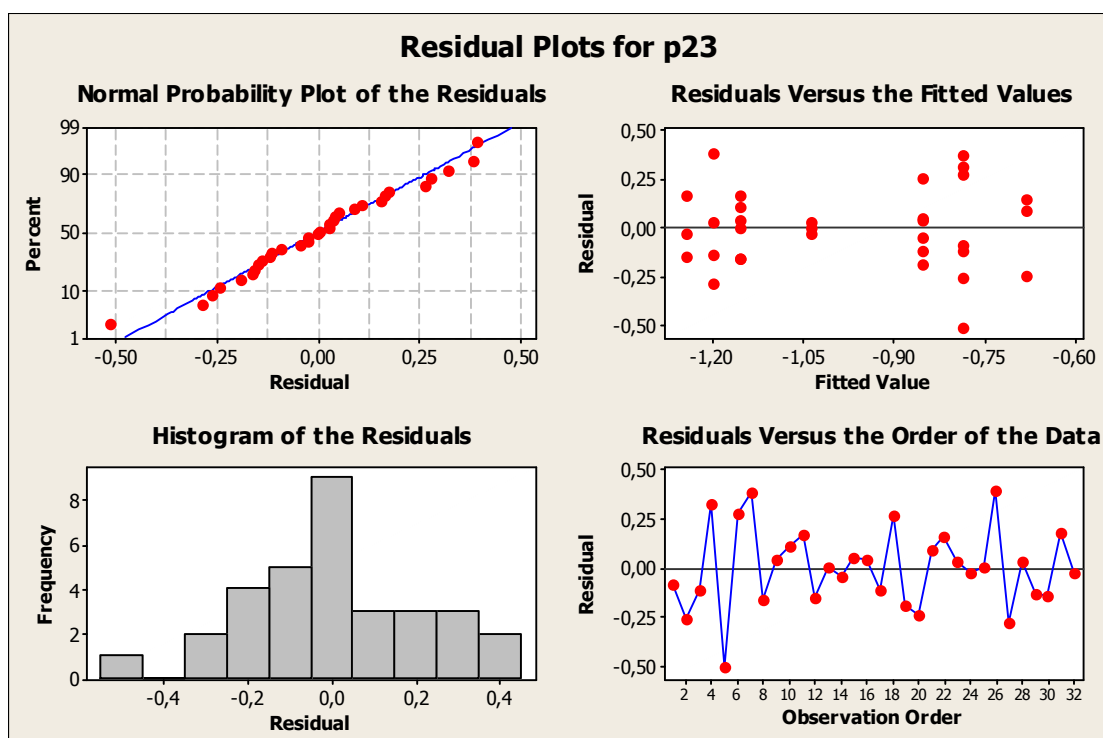 Residual Plots for p23
Normal Probability Plot of the Residuals
99
90
50
10
1
Percent
-0,50 -0,25 0,00 0,25 0,50
Residual
Residuals Versus the Fitted Values
0,50
0,25
0,00
-0,25
-0,50
Residual
-1,20 -1,05 -0,90 -0,75 -0,60
Fitted Value
Histogram of the Residuals
8
6
4
2
0
Frequency
-0,4 -0,2 0,0 0,2 0,4
Residual
Residuals Versus the Order of the Data
0,50
0,25
0,00
-0,25
-0,50
Residual
2 4 6 8 10 12 14 16 18 20 22 24 26 28 30 32
Observation Order